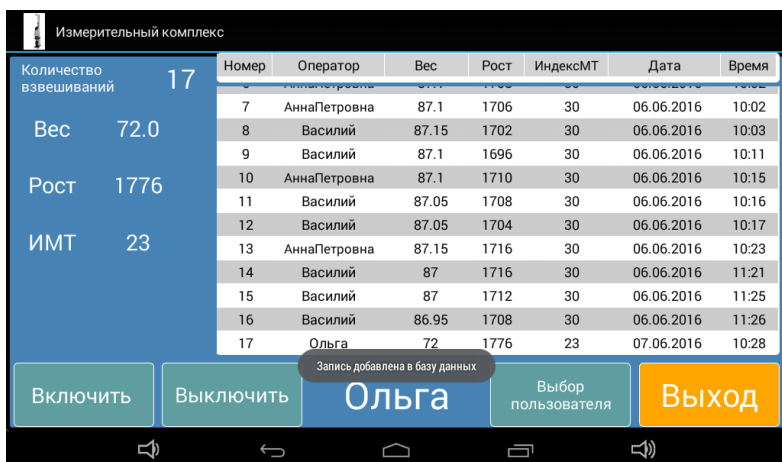 Измерительный комплекс
Количество взвешиваний 17
Вес 72.0
Рост 1776
ИМТ 23
Номер Оператор Вес Рост ИндексМТ Дата Время
7 АннаПетровна 87.1 1706 30 06.06.2016 10:02
8 Василий 87.15 1702 30 06.06.2016 10:03
9 Василий 87.1 1696 30 06.06.2016 10:11
10 АннаПетровна 87.1 1710 30 06.06.2016 10:15
11 Василий 87.05 1708 30 06.06.2016 10:16
12 Василий 87.05 1704 30 06.06.2016 10:17
13 АннаПетровна 87.15 1716 30 06.06.2016 10:23
14 Василий 87 1716 30 06.06.2016 11:21
15 Василий 87 1712 30 06.06.2016 11:25
16 Василий 86.95 1708 30 06.06.2016 11:26
17 Ольга 72 1776 23 07.06.2016 10:28
Запись добавлена в базу данных
Включить
Выключить
Ольга
Выбор
пользователя
Выход